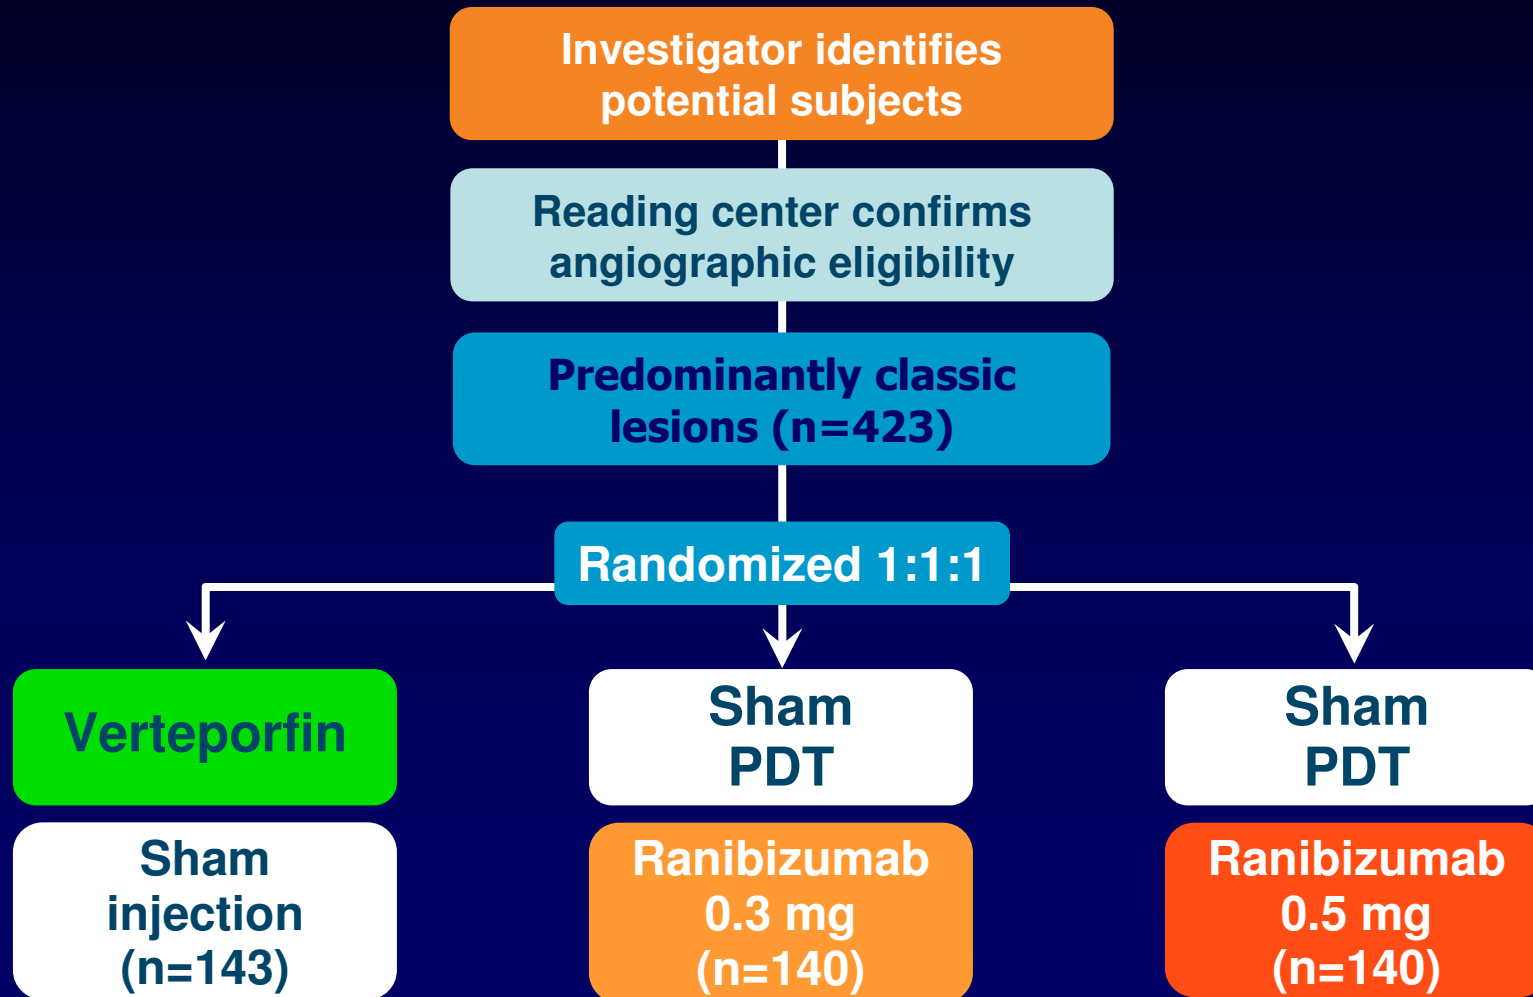 Investigator identifies
potential subjects
Reading center confirms
angiographic eligibility
Predominantly classic
lesions (n=423)
Randomized 1:1:1
Verteporfin
Sham
injection
(n=143)
Sham
PDT
Ranibizumab
0.3 mg
(n=140)
Sham
PDT
Ranibizumab
0.5 mg
(n=140)